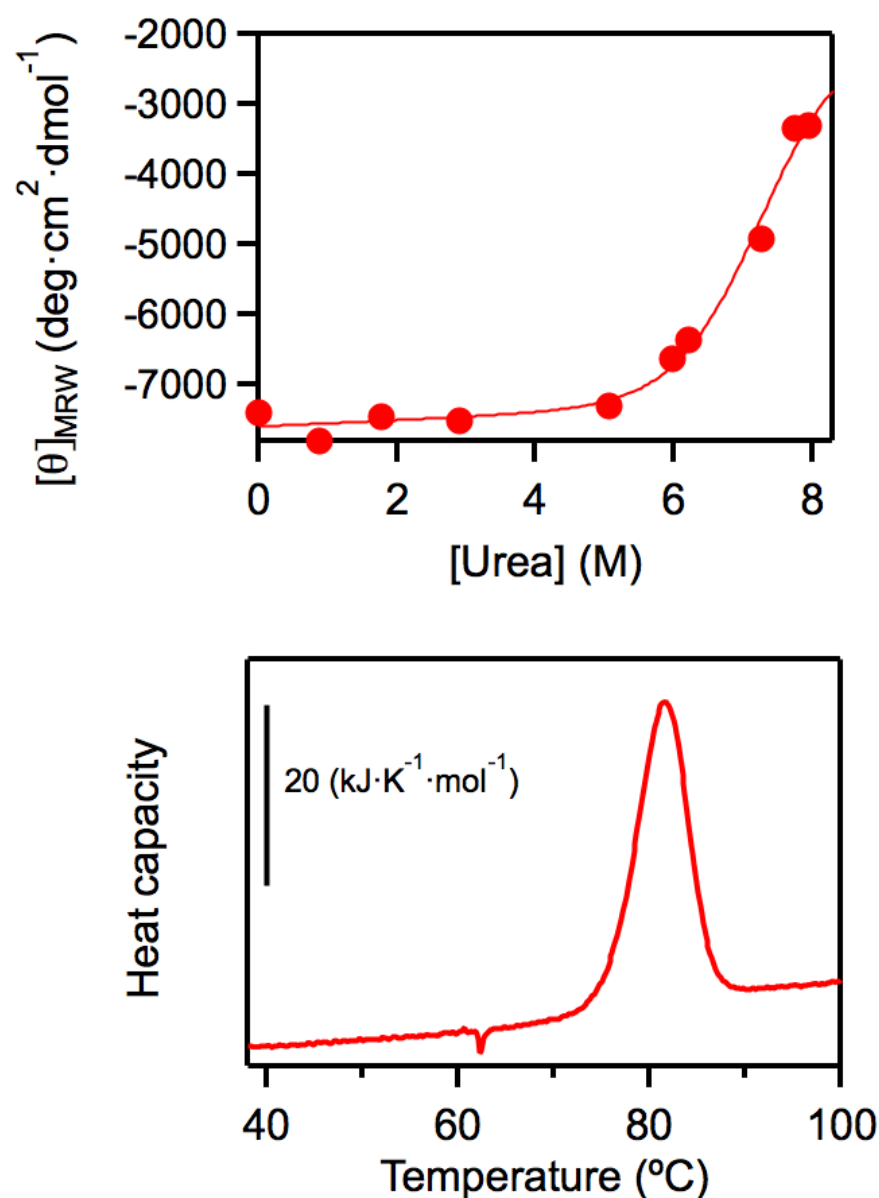 [θ]MRW (deg·cm²·dmol⁻¹)
-2000
-3000
-4000
-5000
-6000
-7000
0 2 4 6 8
[Urea] (M)
Heat capacity
20 (kJ·K⁻¹·mol⁻¹)
40 60 80 100
Temperature (ºC)